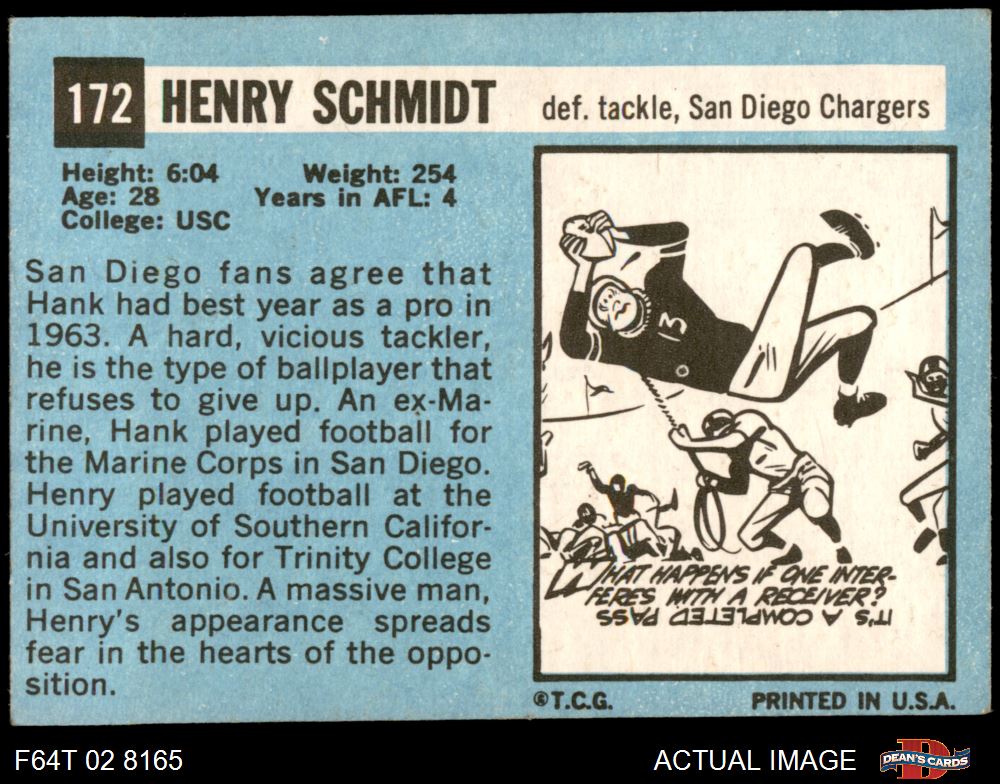 172 HENRY SCHMIDT def. tackle, San Diego Chargers
Height: 6:04 Weight: 254
Age: 28 Years in AFL: 4
College: USC
San Diego fans agree that
Hank had best year as a pro in
1963. A hard, vicious tackler,
he is the type of ballplayer that
refuses to give up. An ex-Ma-
rine, Hank played football for
the Marine Corps in San Diego.
Henry played football at the
University of Southern Califor-
nia and also for Trinity College
in San Antonio. A massive man,
Henry's appearance spreads
fear in the hearts of the oppo-
sition.
13
WHAT HAPPENS IF ONE INTER-
FERES WITH A RECEIVER?
IT'S A COMPLETED PASS
©T.C.G. PRINTED IN U.S.A.
F64T 02 8165 ACTUAL IMAGE DEAN'S CARDS